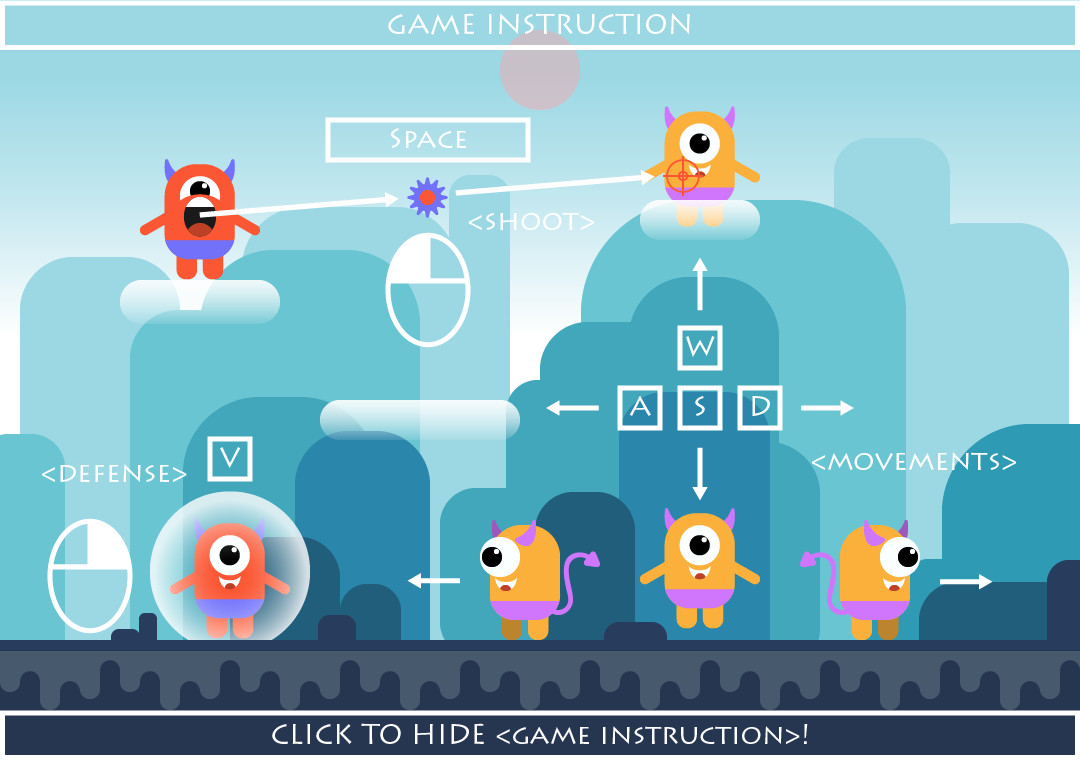 GAME INSTRUCTION
SPACE
<SHOOT>
W
A S D
V
<DEFENSE>
<MOVEMENTS>
CLICK TO HIDE <GAME INSTRUCTION>!